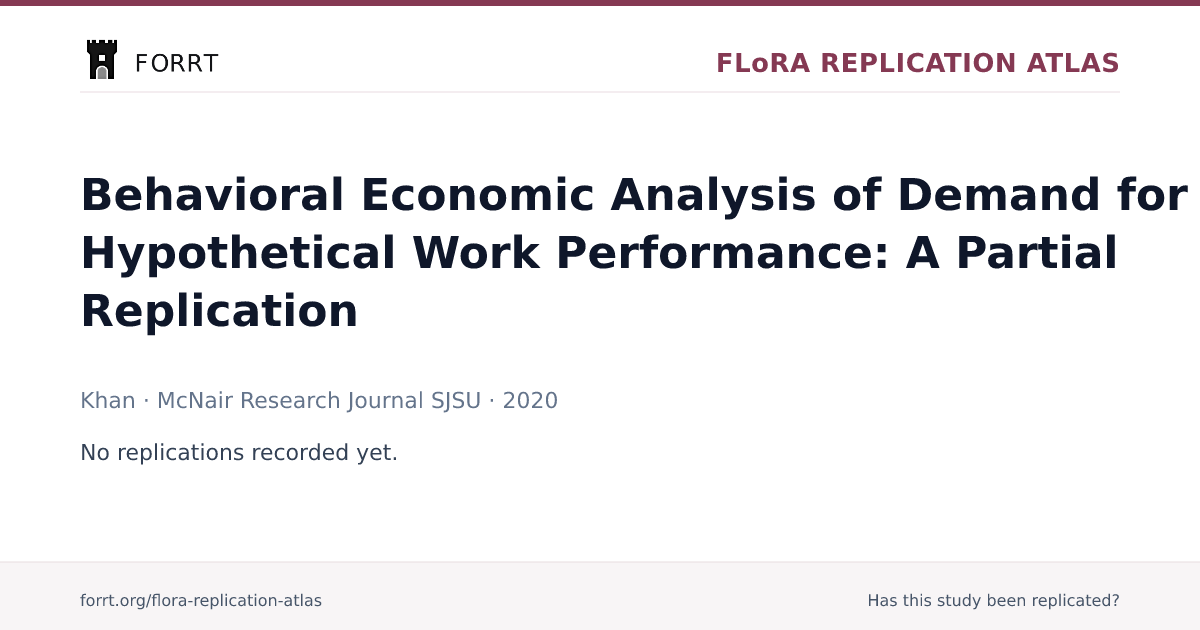 FORRT
FLoRA REPLICATION ATLAS
Behavioral Economic Analysis of Demand for
Hypothetical Work Performance: A Partial
Replication
Khan · McNair Research Journal SJSU · 2020
No replications recorded yet.
forrt.org/flora-replication-atlas
Has this study been replicated?